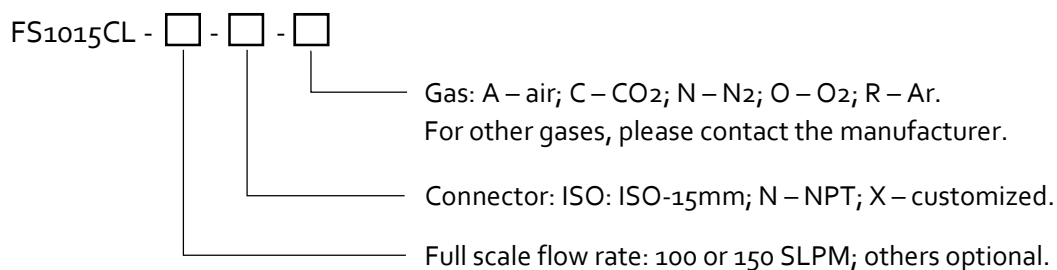 FS1015CL - □ - □ - □
Gas: A – air; C – CO2; N – N2; O – O2; R – Ar.
For other gases, please contact the manufacturer.
Connector: ISO: ISO-15mm; N – NPT; X – customized.
Full scale flow rate: 100 or 150 SLPM; others optional.